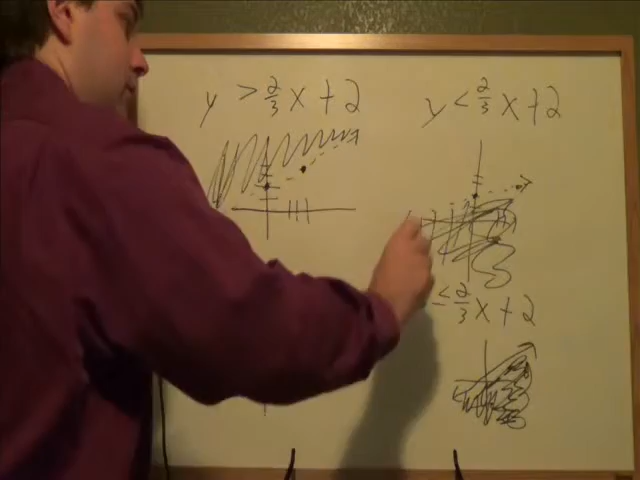 y > 2/3 x + 2
y < 2/3 x + 2
≤ 2/3 x + 2